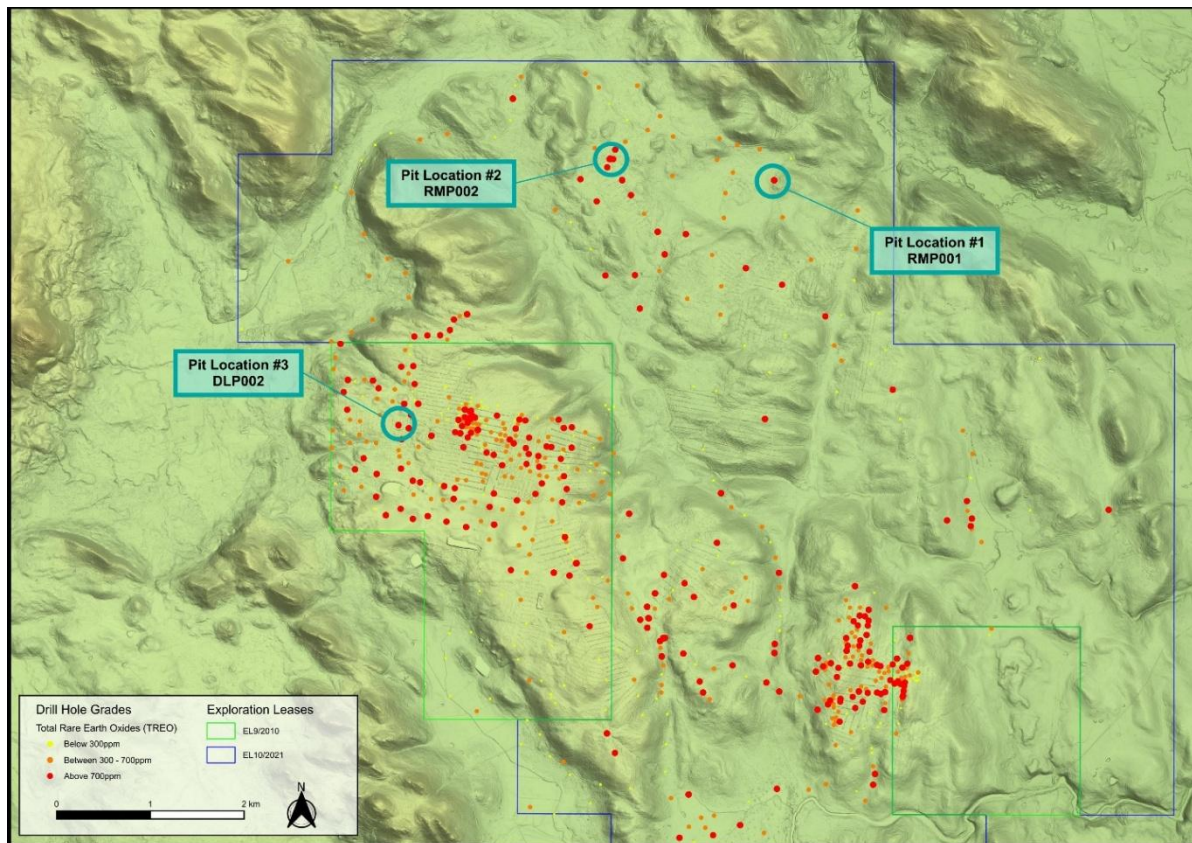 Pit Location #2
RMP002
Pit Location #1
RMP001
Pit Location #3
DLP002
Drill Hole Grades
Total Rare Earth Oxides (TREO)
Below 300ppm
Between 300 - 700ppm
Above 700ppm
Exploration Leases
EL9/2010
EL10/2021
0
1
2 km
N